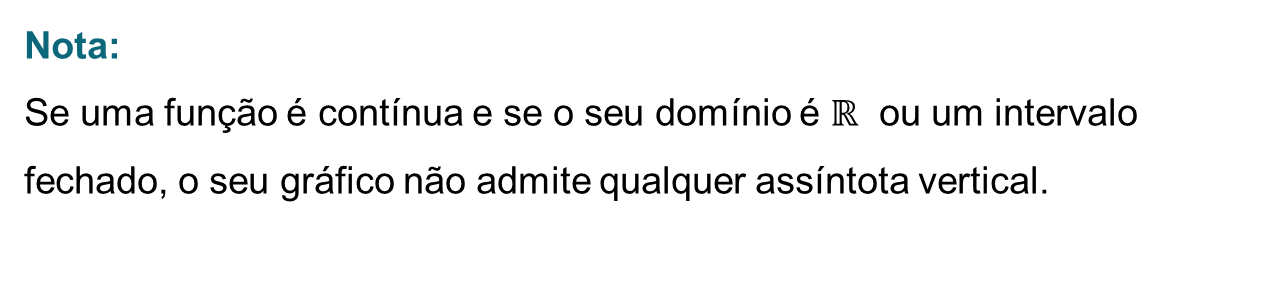 Nota:
Se uma função é contínua e se o seu domínio é ℝ ou um intervalo
fechado, o seu gráfico não admite qualquer assíntota vertical.